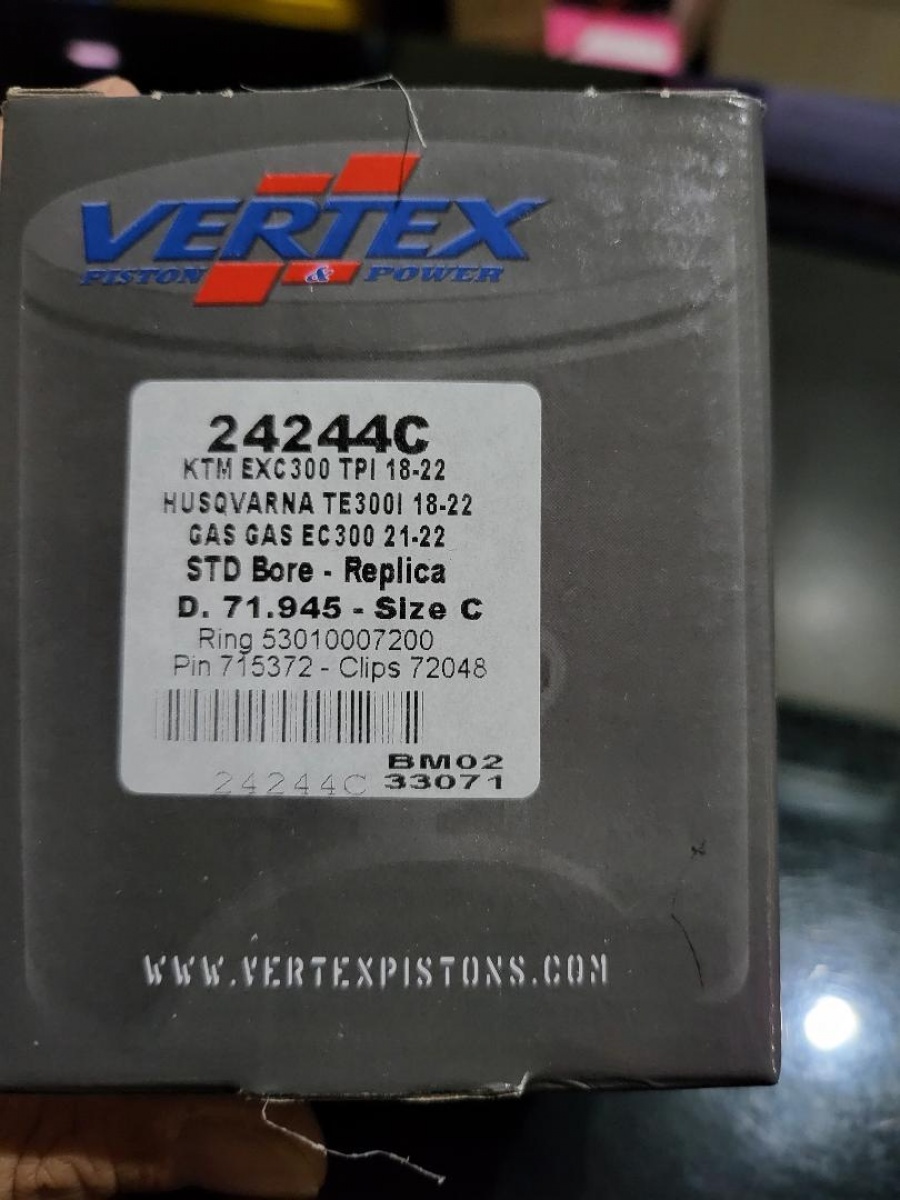 VERTEX
PISTON & POWER
24244C
KTM EXC300 TPI 18-22
HUSQVARNA TE300I 18-22
GAS GAS EC300 21-22
STD Bore - Replica
D. 71.945 - Size C
Ring 53010007200
Pin 715372 - Clips 72048
BM02
24244C 33071
WWW.VERTEXPISTONS.COM